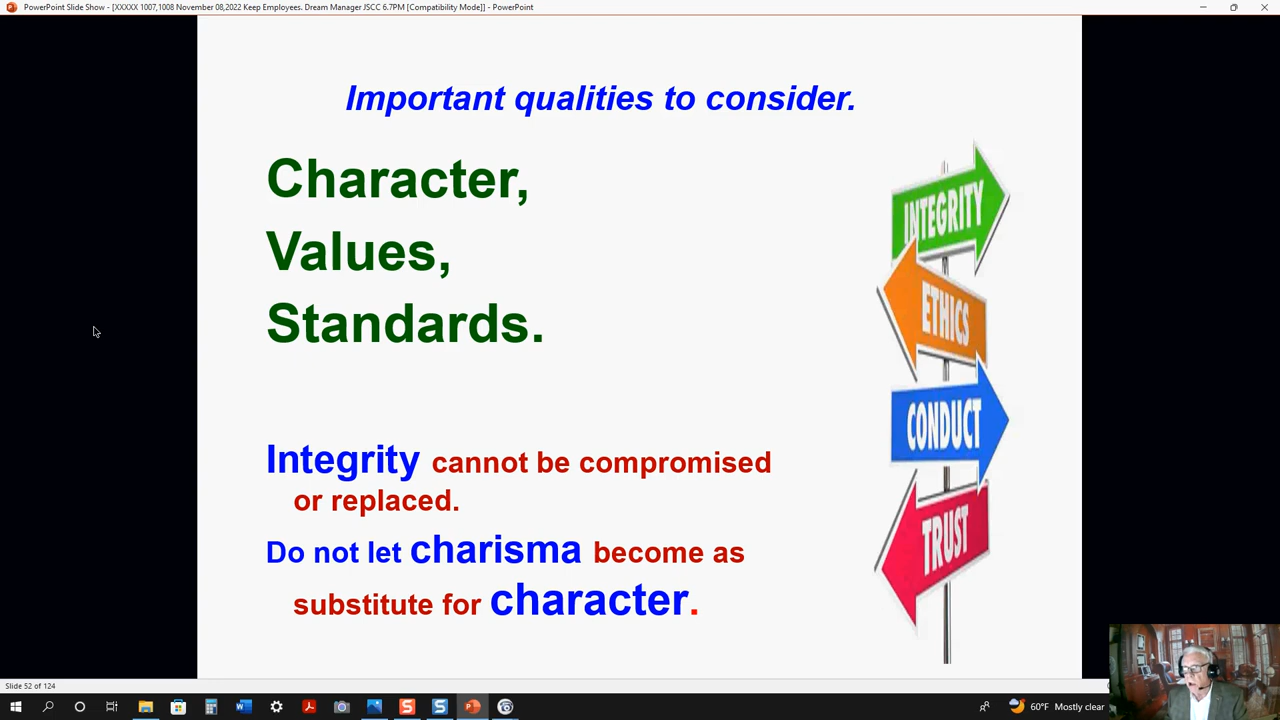 PowerPoint Slide Show - [XXXXX 1007,1008 November 08,2022 Keep Employees. Dream Manager JSCC 6.7PM [Compatibility Mode]] - PowerPoint
Important qualities to consider.
Character,
Values,
Standards.
Integrity cannot be compromised
or replaced.
Do not let charisma become as
substitute for character.
INTEGRITY
ETHICS
CONDUCT
TRUST
Slide 52 of 124
60°F Mostly clear